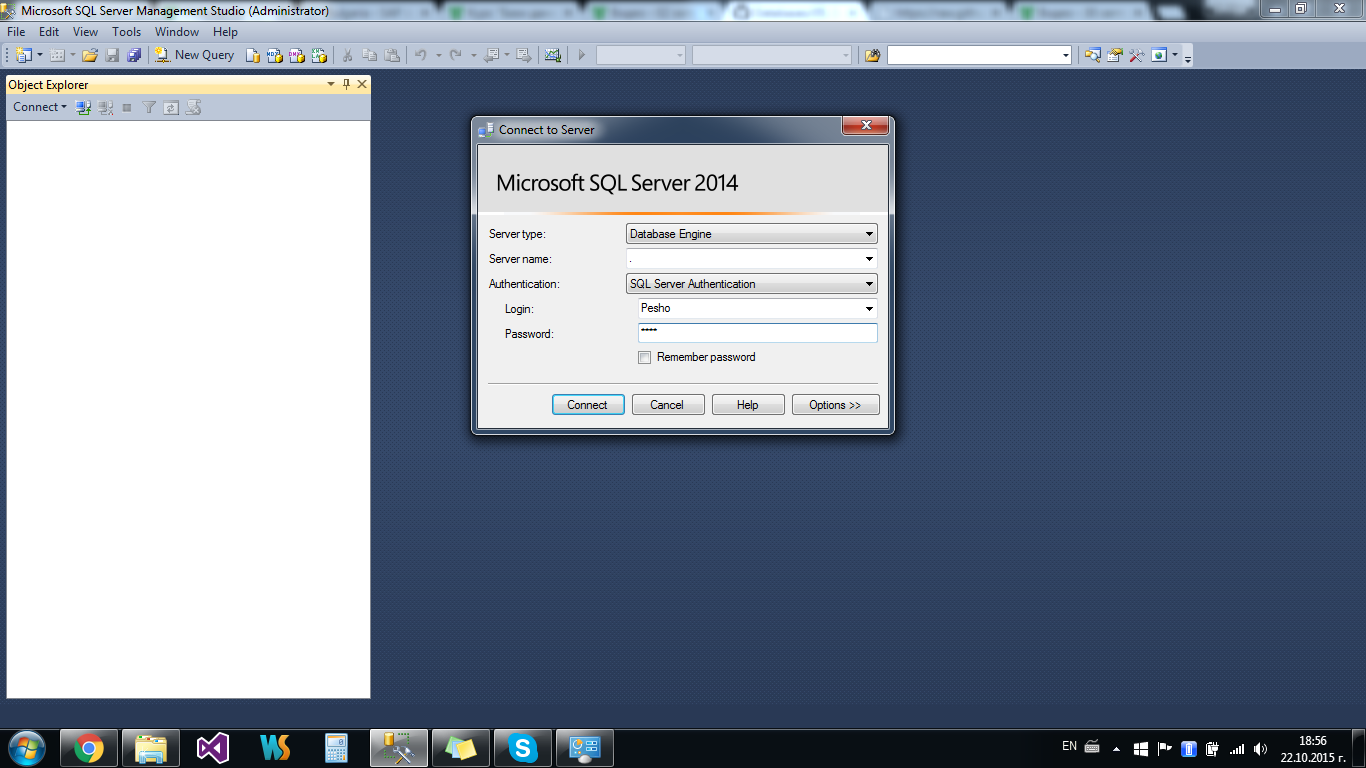 Microsoft SQL Server Management Studio (Administrator)
File Edit View Tools Window Help
New Query
Object Explorer
Connect
Connect to Server
Microsoft SQL Server 2014
Server type: Database Engine
Server name: .
Authentication: SQL Server Authentication
Login: Pesho
Password: ****
Remember password
Connect Cancel Help Options >>
EN 18:56
22.10.2015 г.